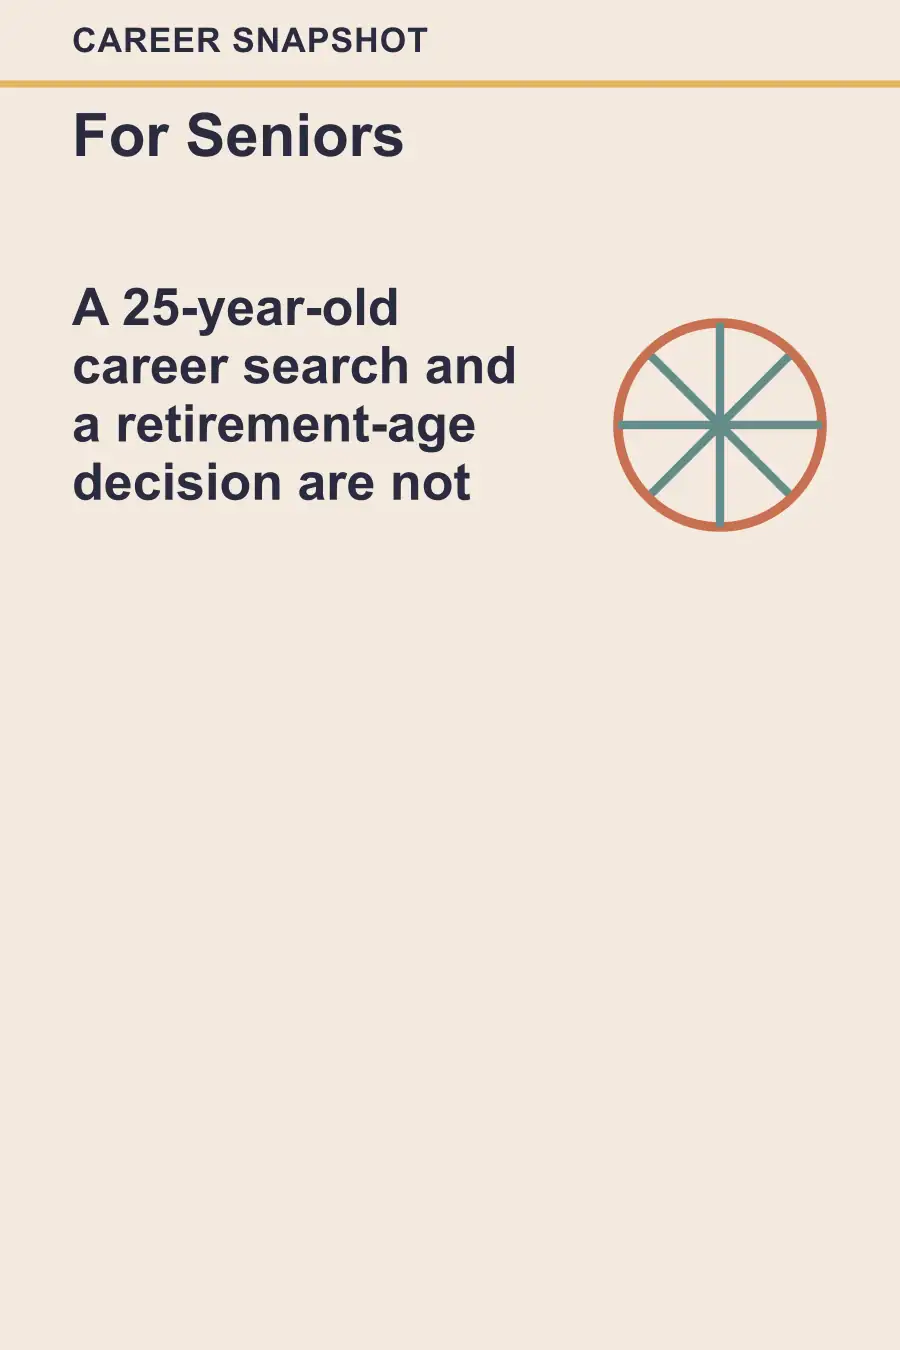 CAREER SNAPSHOT
For Seniors
A 25-year-old
career search and
a retirement-age
decision are not